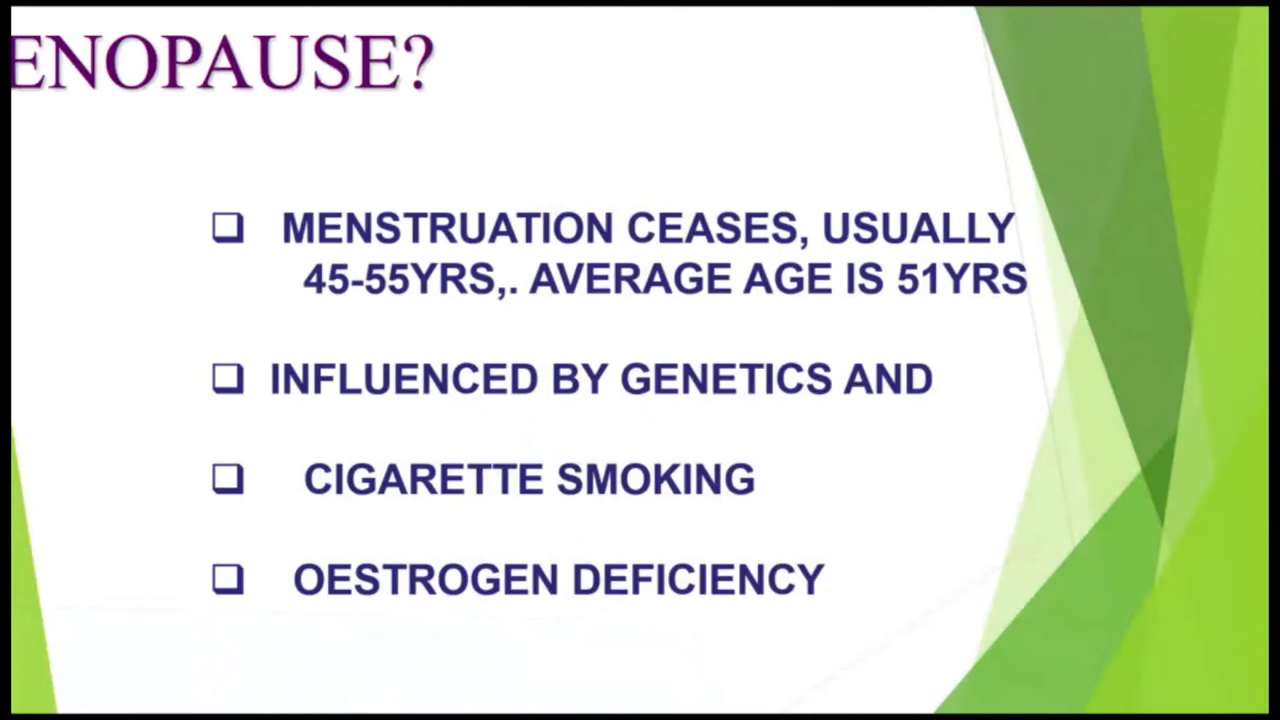 ENOPAUSE?
❑ MENSTRUATION CEASES, USUALLY
45-55YRS,. AVERAGE AGE IS 51YRS
❑ INFLUENCED BY GENETICS AND
❑ CIGARETTE SMOKING
❑ OESTROGEN DEFICIENCY